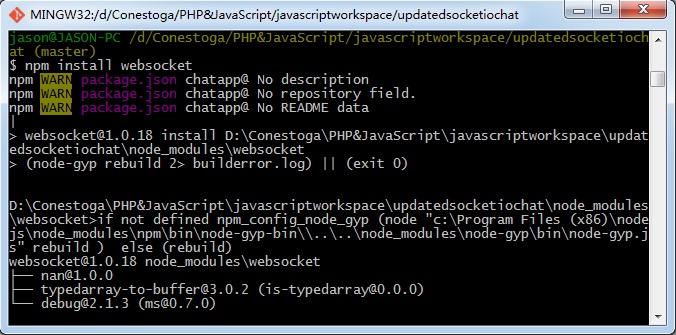 MINGW32:/d/Conestoga/PHP&JavaScript/javascriptworkspace/updatedsocketiochat
jason@JASON-PC /d/Conestoga/PHP&JavaScript/javascriptworkspace/updatedsocketioch
at (master)
$ npm install websocket
npm WARN package.json chatapp@ No description
npm WARN package.json chatapp@ No repository field.
npm WARN package.json chatapp@ No README data
|
> websocket@1.0.18 install D:\Conestoga\PHP&JavaScript\javascriptworkspace\updat
edsocketiochat\node_modules\websocket
> (node-gyp rebuild 2> builderror.log) || (exit 0)
D:\Conestoga\PHP&JavaScript\javascriptworkspace\updatedsocketiochat\node_modules
\websocket>if not defined npm_config_node_gyp (node "c:\Program Files (x86)\node
js\node_modules\npm\bin\node-gyp-bin\\..\..\node_modules\node-gyp\bin\node-gyp.j
s" rebuild )  else (rebuild)
websocket@1.0.18 node_modules\websocket
├── nan@1.0.0
├── typedarray-to-buffer@3.0.2 (is-typedarray@0.0.0)
└── debug@2.1.3 (ms@0.7.0)